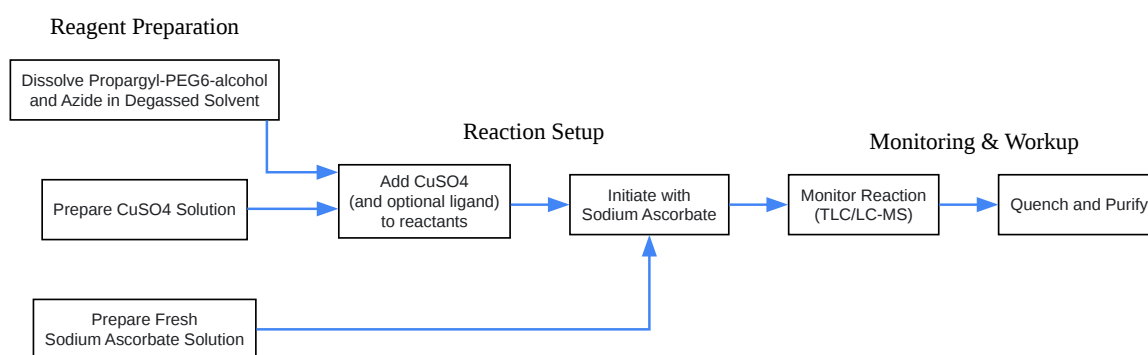 Reagent Preparation
Dissolve Propargyl-PEG6-alcohol
and Azide in Degassed Solvent
Prepare CuSO4 Solution
Prepare Fresh
Sodium Ascorbate Solution
Reaction Setup
Add CuSO4
(and optional ligand)
to reactants
Initiate with
Sodium Ascorbate
Monitoring & Workup
Monitor Reaction
(TLC/LC-MS)
Quench and Purify